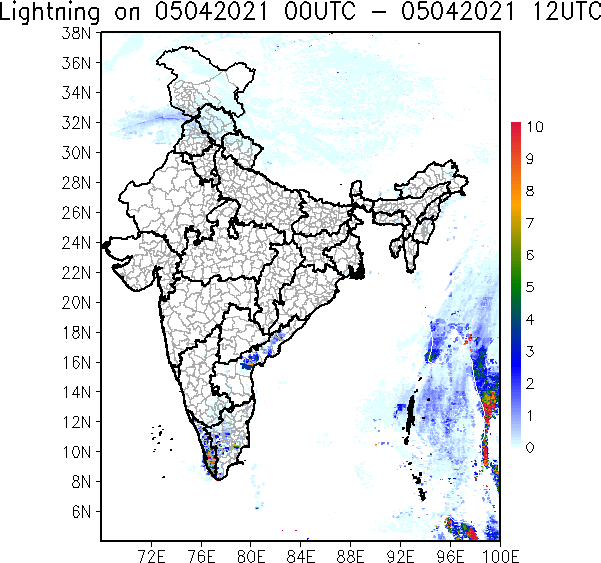 Lightning on 05042021 00UTC – 05042021 12UTC
38N
36N
34N
32N
30N
28N
26N
24N
22N
20N
18N
16N
14N
12N
10N
8N
6N
10
9
8
7
6
5
4
3
2
1
0
72E 76E 80E 84E 88E 92E 96E 100E